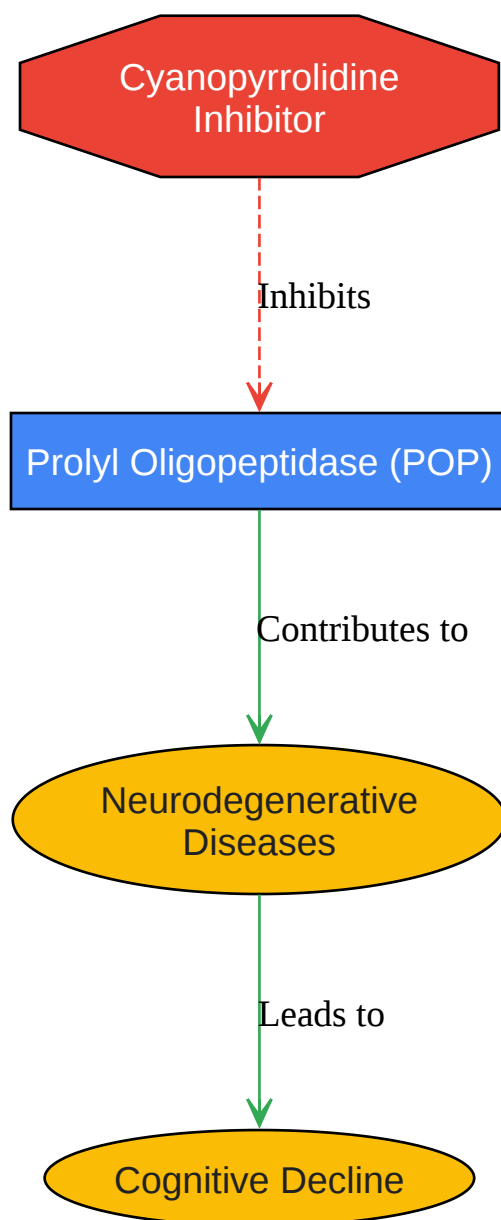 Cyanopyrrolidine
Inhibitor
Inhibits
Prolyl Oligopeptidase (POP)
Contributes to
Neurodegenerative
Diseases
Leads to
Cognitive Decline